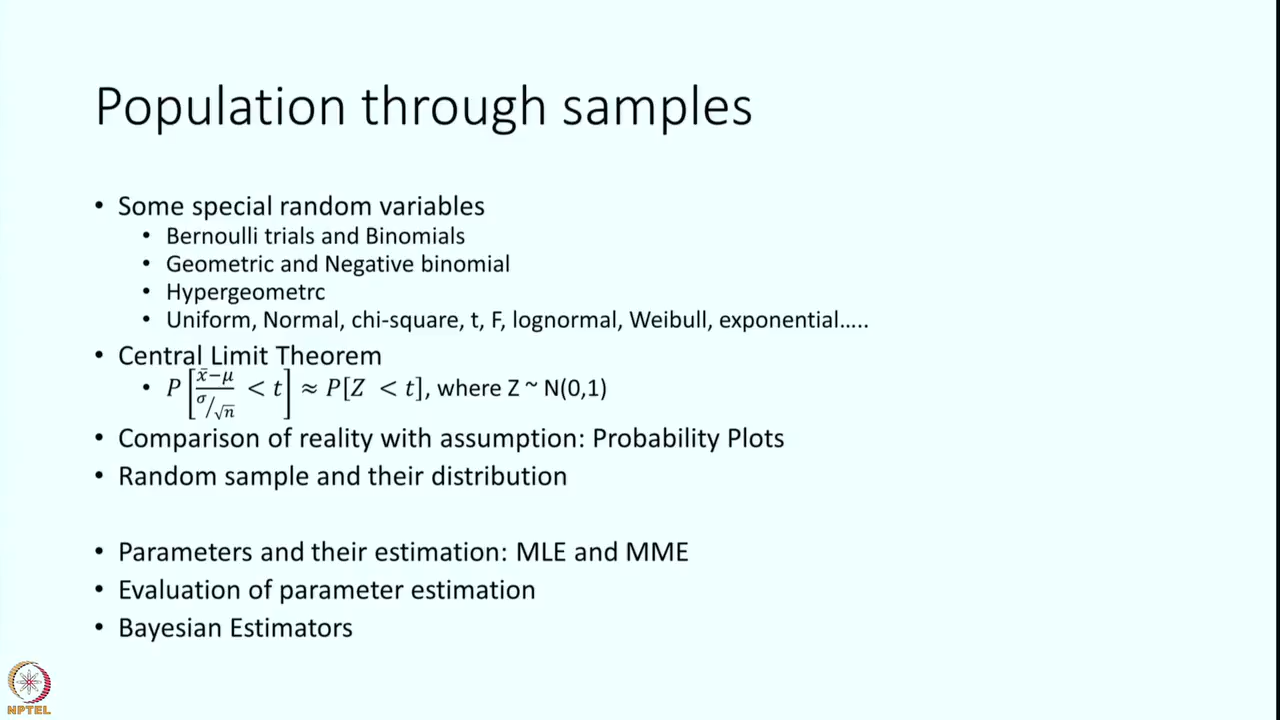 Population through samples
• Some special random variables
• Bernoulli trials and Binomials
• Geometric and Negative binomial
• Hypergeometrc
• Uniform, Normal, chi-square, t, F, lognormal, Weibull, exponential.....
• Central Limit Theorem
• P[(x̄−μ)/(σ/√n) < t] ≈ P[Z < t], where Z ~ N(0,1)
• Comparison of reality with assumption: Probability Plots
• Random sample and their distribution
• Parameters and their estimation: MLE and MME
• Evaluation of parameter estimation
• Bayesian Estimators
NPTEL